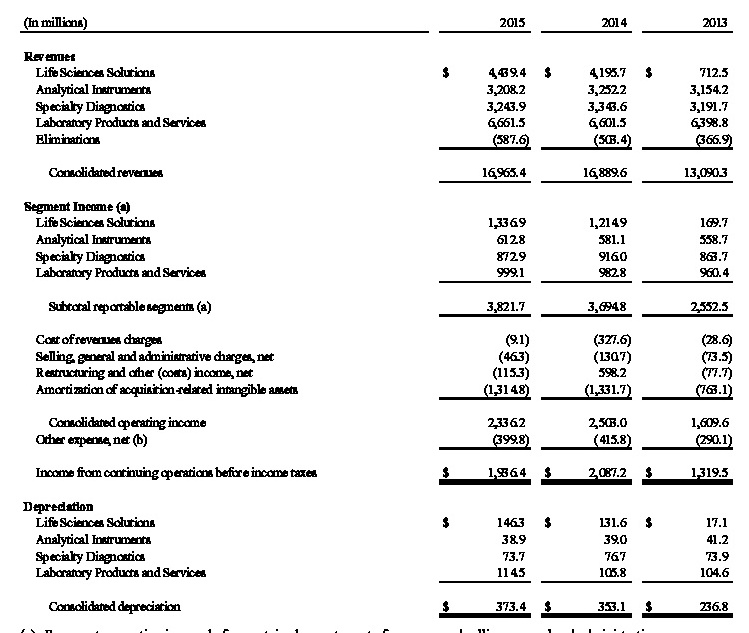 (In millions) 2015 2014 2013
Revenues
Life Sciences Solutions $ 4,439.4 $ 4,195.7 $ 712.5
Analytical Instruments 3,208.2 3,252.2 3,154.2
Specialty Diagnostics 3,243.9 3,343.6 3,191.7
Laboratory Products and Services 6,661.5 6,601.5 6,398.8
Eliminations (587.6) (503.4) (366.9)
Consolidated revenues 16,965.4 16,889.6 13,090.3
Segment Income (a)
Life Sciences Solutions 1,336.9 1,214.9 169.7
Analytical Instruments 612.8 581.1 558.7
Specialty Diagnostics 872.9 916.0 863.7
Laboratory Products and Services 999.1 982.8 960.4
Subtotal reportable segments (a) 3,821.7 3,694.8 2,552.5
Cost of revenues charges (9.1) (327.6) (28.6)
Selling, general and administrative charges, net (46.3) (130.7) (73.5)
Restructuring and other (costs) income, net (115.3) 598.2 (77.7)
Amortization of acquisition-related intangible assets (1,314.8) (1,331.7) (763.1)
Consolidated operating income 2,336.2 2,503.0 1,609.6
Other expense, net (b) (399.8) (415.8) (290.1)
Income from continuing operations before income taxes $ 1,936.4 $ 2,087.2 $ 1,319.5
Depreciation
Life Sciences Solutions $ 146.3 $ 131.6 $ 17.1
Analytical Instruments 38.9 39.0 41.2
Specialty Diagnostics 73.7 76.7 73.9
Laboratory Products and Services 114.5 105.8 104.6
Consolidated depreciation $ 373.4 $ 353.1 $ 236.8